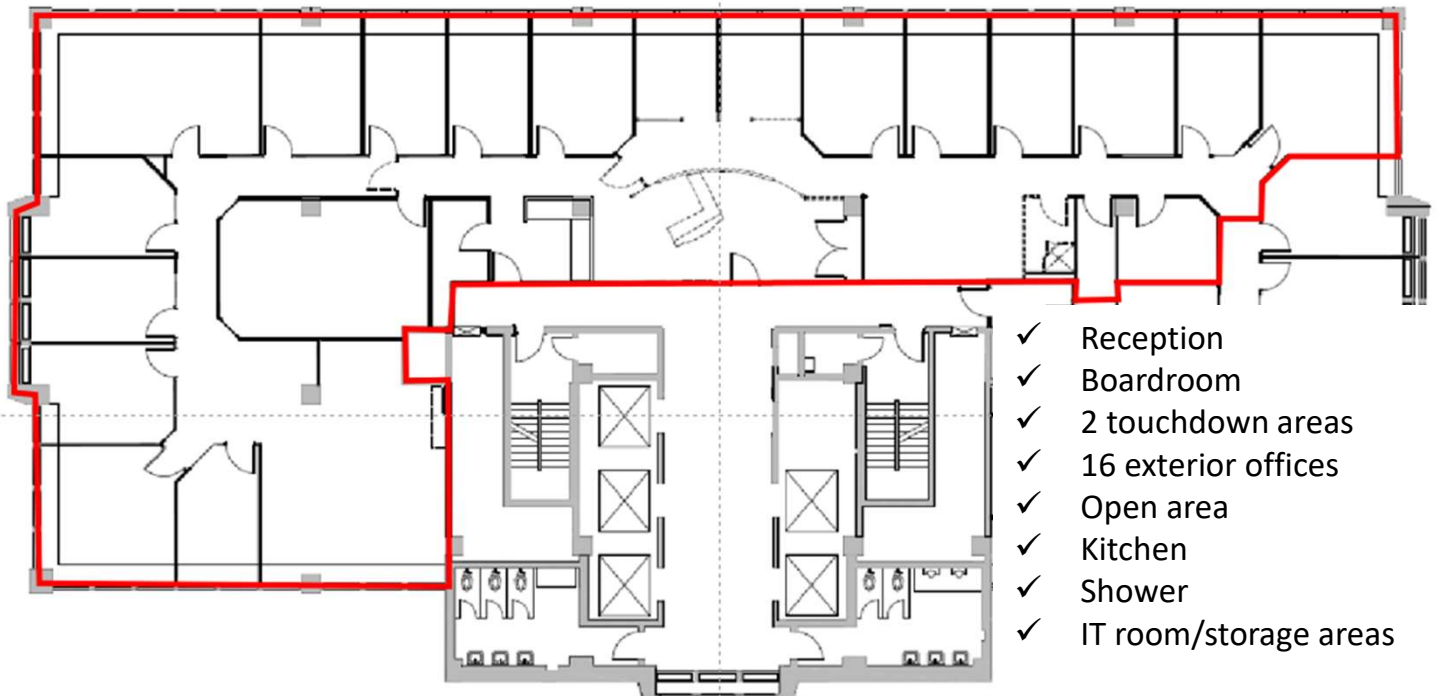 ✓ Reception
✓ Boardroom
✓ 2 touchdown areas
✓ 16 exterior offices
✓ Open area
✓ Kitchen
✓ Shower
✓ IT room/storage areas